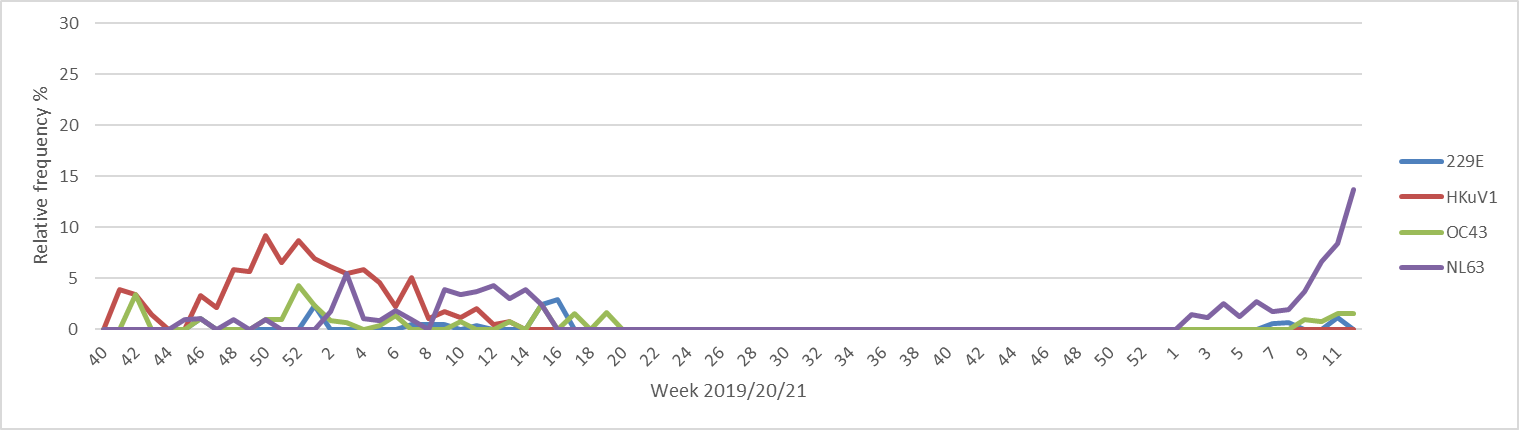 30
25
20
15
10
5
0
Relative frequency %
40 42 44 46 48 50 52 2 4 6 8 10 12 14 16 18 20 22 24 26 28 30 32 34 36 38 40 42 44 46 48 50 52 1 3 5 7 9 11
Week 2019/20/21
229E
HKuV1
OC43
NL63